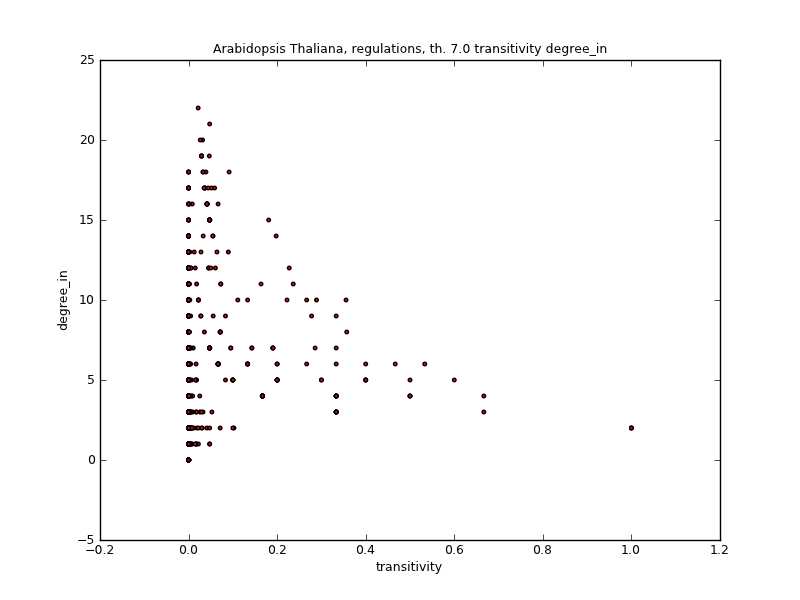 Arabidopsis Thaliana, regulations, th. 7.0 transitivity degree_in
25
20
15
10
5
0
−5
degree_in
−0.2 0.0 0.2 0.4 0.6 0.8 1.0 1.2
transitivity